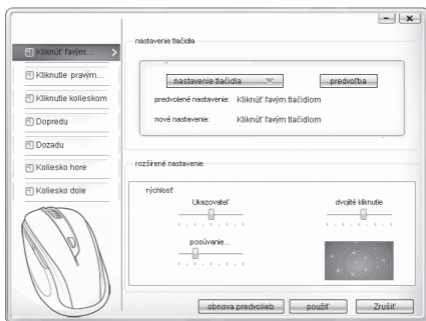 Kliknúť ľavým...
Kliknutie pravým...
Kliknutie kolieskom
Dopredu
Dozadu
Koliesko hore
Koliesko dole
nastavenie tlačidla
nastavenie tlačidla
predvoľba
predvolené nastavenie: Kliknúť ľavým tlačidlom
nové nastavenie: Kliknúť ľavým tlačidlom
rozšírené nastavenie
rýchlosť
Ukazovateľ
dvojité kliknutie
posúvanie...
obnova predvolieb
použiť
Zrušiť